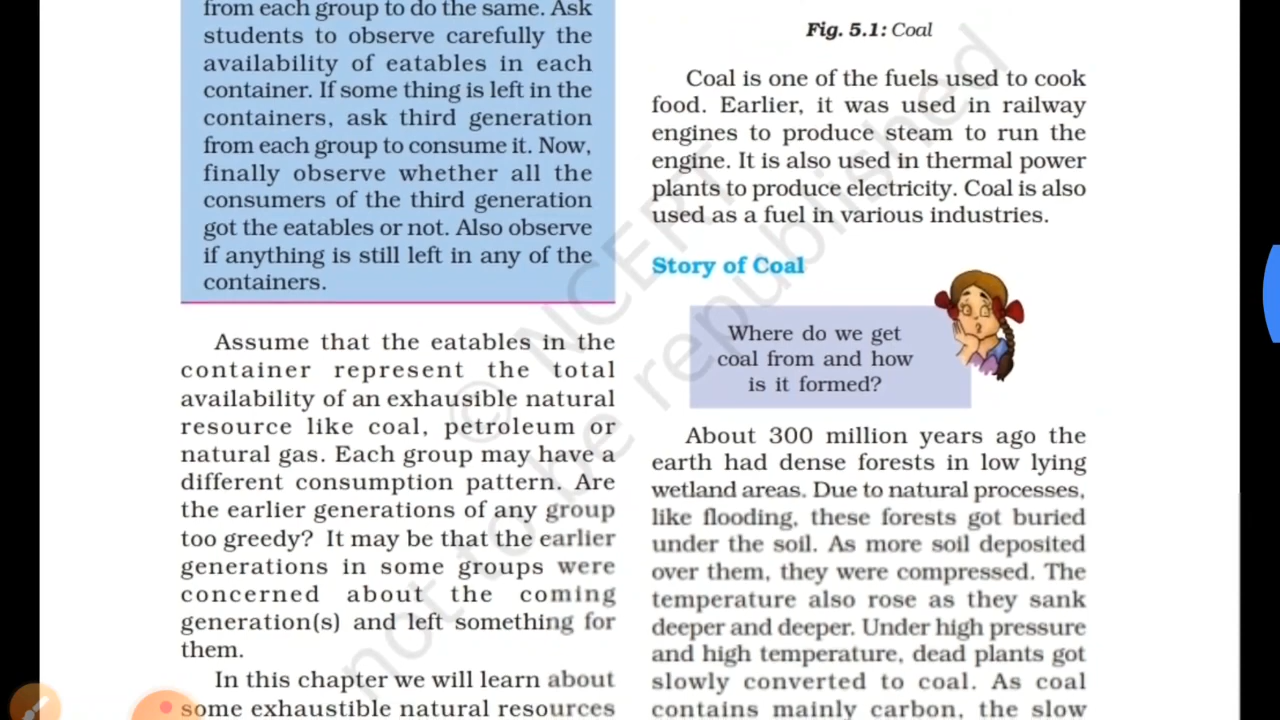 from each group to do the same. Ask
students to observe carefully the
availability of eatables in each
container. If some thing is left in the
containers, ask third generation
from each group to consume it. Now,
finally observe whether all the
consumers of the third generation
got the eatables or not. Also observe
if anything is still left in any of the
containers.
Assume that the eatables in the
container represent the total
availability of an exhausible natural
resource like coal, petroleum or
natural gas. Each group may have a
different consumption pattern. Are
the earlier generations of any group
too greedy? It may be that the earlier
generations in some groups were
concerned about the coming
generation(s) and left something for
them.
In this chapter we will learn about
some exhaustible natural resources
Fig. 5.1: Coal
Coal is one of the fuels used to cook
food. Earlier, it was used in railway
engines to produce steam to run the
engine. It is also used in thermal power
plants to produce electricity. Coal is also
used as a fuel in various industries.
Story of Coal
Where do we get
coal from and how
is it formed?
About 300 million years ago the
earth had dense forests in low lying
wetland areas. Due to natural processes,
like flooding, these forests got buried
under the soil. As more soil deposited
over them, they were compressed. The
temperature also rose as they sank
deeper and deeper. Under high pressure
and high temperature, dead plants got
slowly converted to coal. As coal
contains mainly carbon, the slow
© NCERT
not to be republished